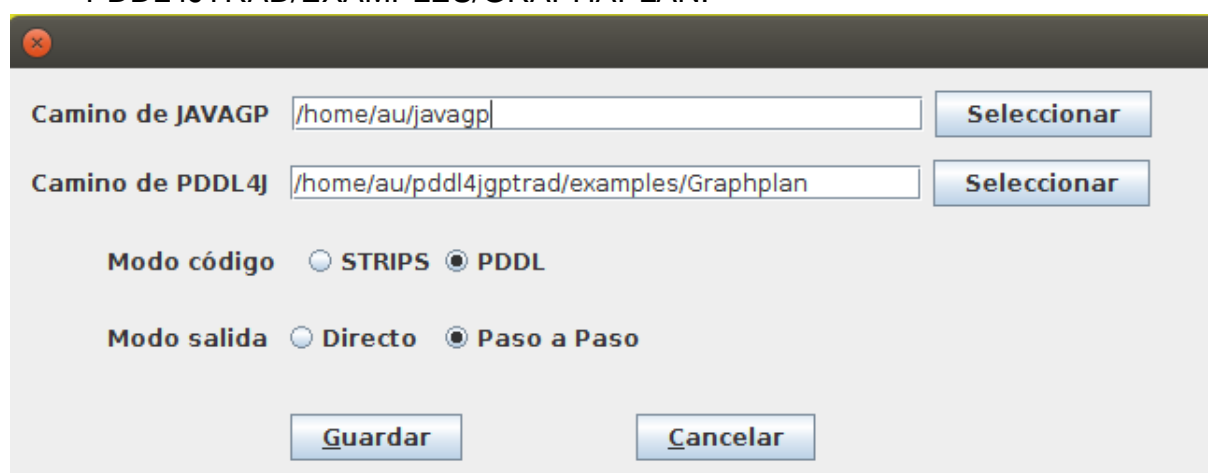 Camino de JAVAGP /home/au/javagp Seleccionar
Camino de PDDL4J /home/au/pddl4jgptrad/examples/Graphplan Seleccionar
Modo código STRIPS PDDL
Modo salida Directo Paso a Paso
Guardar Cancelar